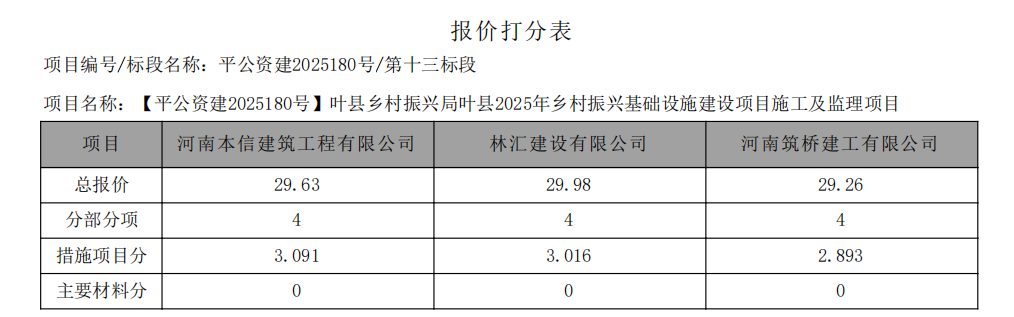 报价打分表
项目编号/标段名称: 平公资建2025180号/第十三标段
项目名称: 【平公资建2025180号】叶县乡村振兴局叶县2025年乡村振兴基础设施建设项目施工及监理项目
项目 河南本信建筑工程有限公司 林汇建设有限公司 河南筑桥建工有限公司
总报价 29.63 29.98 29.26
分部分项 4 4 4
措施项目分 3.091 3.016 2.893
主要材料分 0 0 0